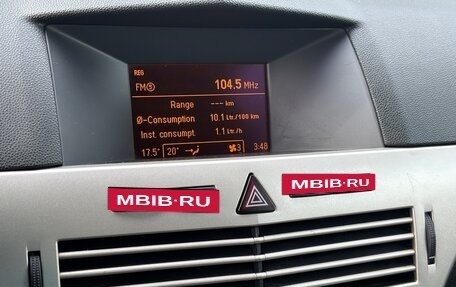 REG
FM 104.5 MHz
Range --- km
Ø-Consumption 10.1 Ltr./100 km
Inst. consumpt. 1.1 Ltr./h
17.5° 20° 3 3:48
MBIB-RU
MBIB-RU